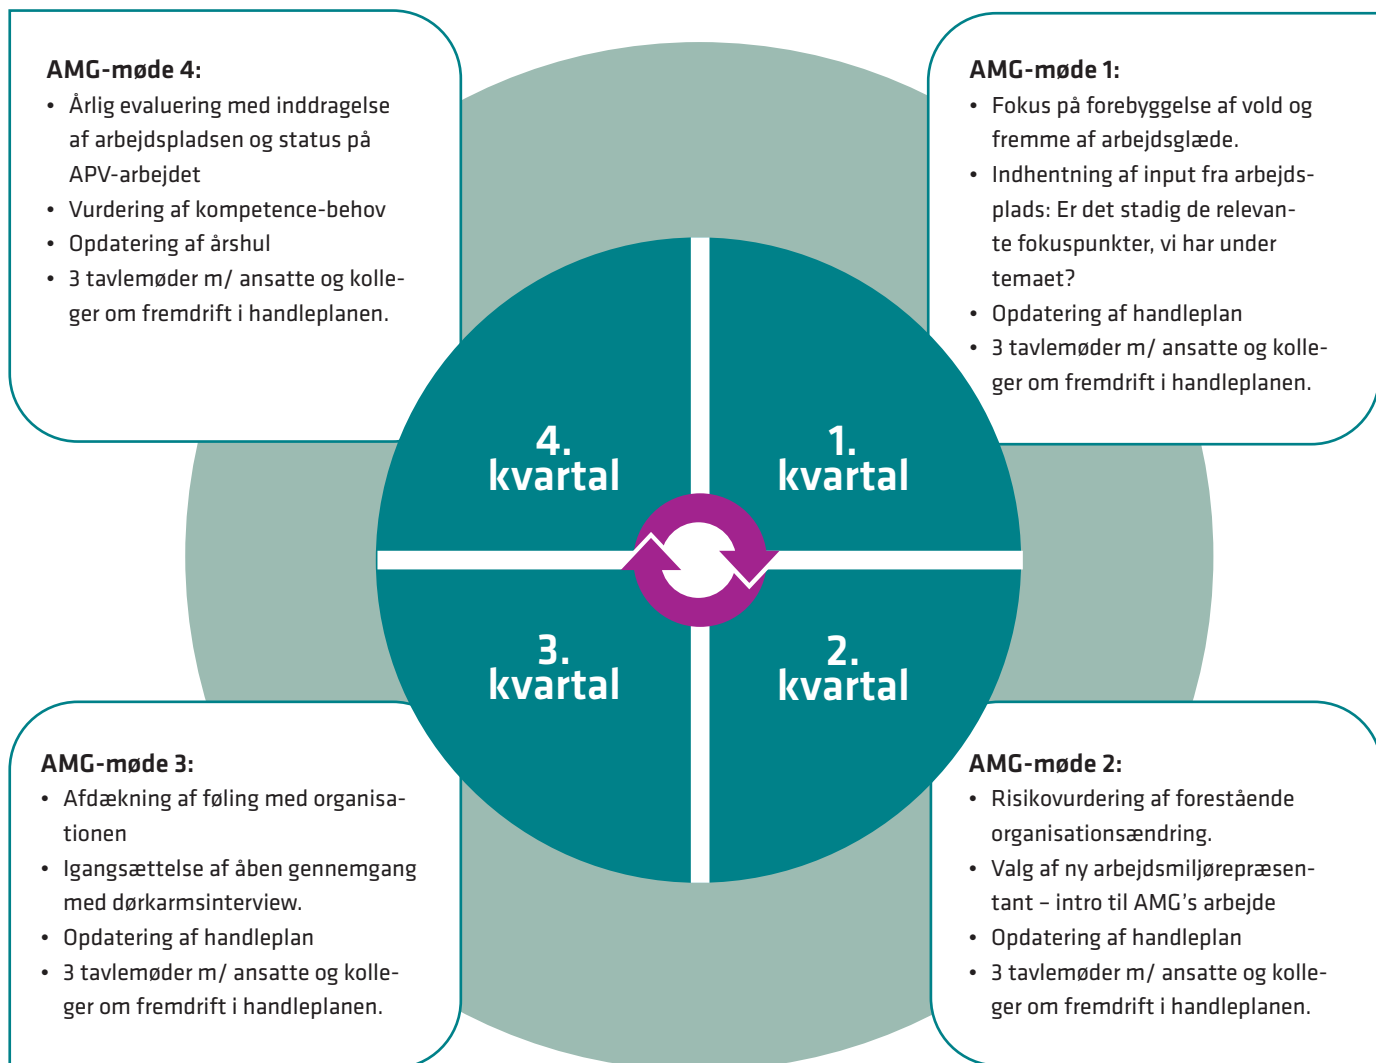 AMG-møde 4:
• Årlig evaluering med inddragelse
af arbejdspladsen og status på
APV-arbejdet
• Vurdering af kompetence-behov
• Opdatering af årshul
• 3 tavlemøder m/ ansatte og kolle-
ger om fremdrift i handleplanen.
AMG-møde 1:
• Fokus på forebyggelse af vold og
fremme af arbejdsglæde.
• Indhentning af input fra arbejds-
plads: Er det stadig de relevan-
te fokuspunkter, vi har under
temaet?
• Opdatering af handleplan
• 3 tavlemøder m/ ansatte og kolle-
ger om fremdrift i handleplanen.
4.
kvartal
1.
kvartal
3.
kvartal
2.
kvartal
AMG-møde 3:
• Afdækning af føling med organisa-
tionen
• Igangsættelse af åben gennemgang
med dørkarmsinterview.
• Opdatering af handleplan
• 3 tavlemøder m/ ansatte og kolle-
ger om fremdrift i handleplanen.
AMG-møde 2:
• Risikovurdering af forestående
organisationsændring.
• Valg af ny arbejdsmiljørepræsen-
tant – intro til AMG's arbejde
• Opdatering af handleplan
• 3 tavlemøder m/ ansatte og kolle-
ger om fremdrift i handleplanen.